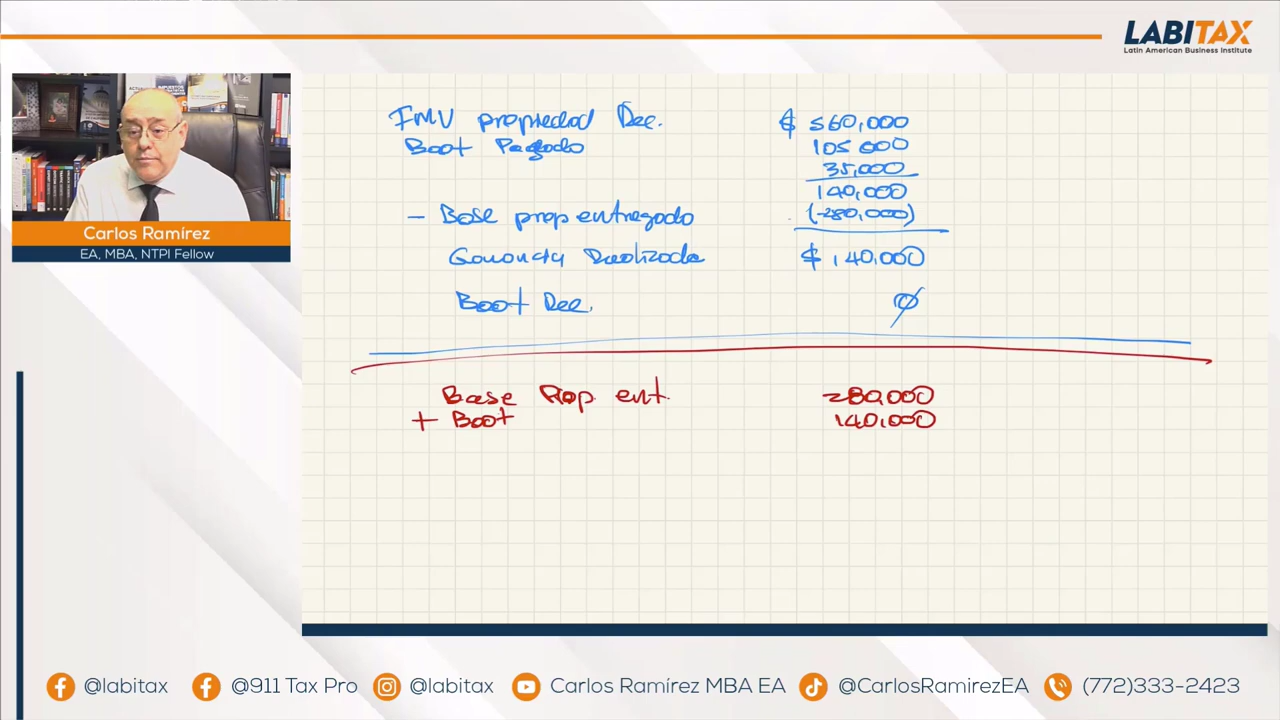 LABITAX
Latin American Business Institute
FMV propiedad Rec. $ 560,000
Boot Pagado 105,000
35,000
140,000
- Base prop entregado (-280,000)
Ganancia Realizada $ 140,000
Boot Rec. Ø
Base Prop ent. 280,000
+ Boot 140,000
Carlos Ramírez
EA, MBA, NTPI Fellow
@labitax
@911 Tax Pro
@labitax
Carlos Ramírez MBA EA
@CarlosRamirezEA
(772)333-2423